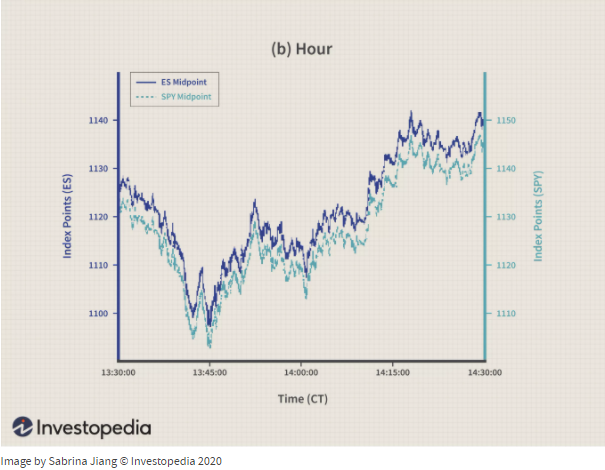 (b) Hour
ES Midpoint
SPY Midpoint
Index Points (ES)
1140
1130
1120
1110
1100
1150
1140
1130
1120
1110
Index Points (SPY)
13:30:00 13:45:00 14:00:00 14:15:00 14:30:00
Time (CT)
Investopedia
Image by Sabrina Jiang © Investopedia 2020